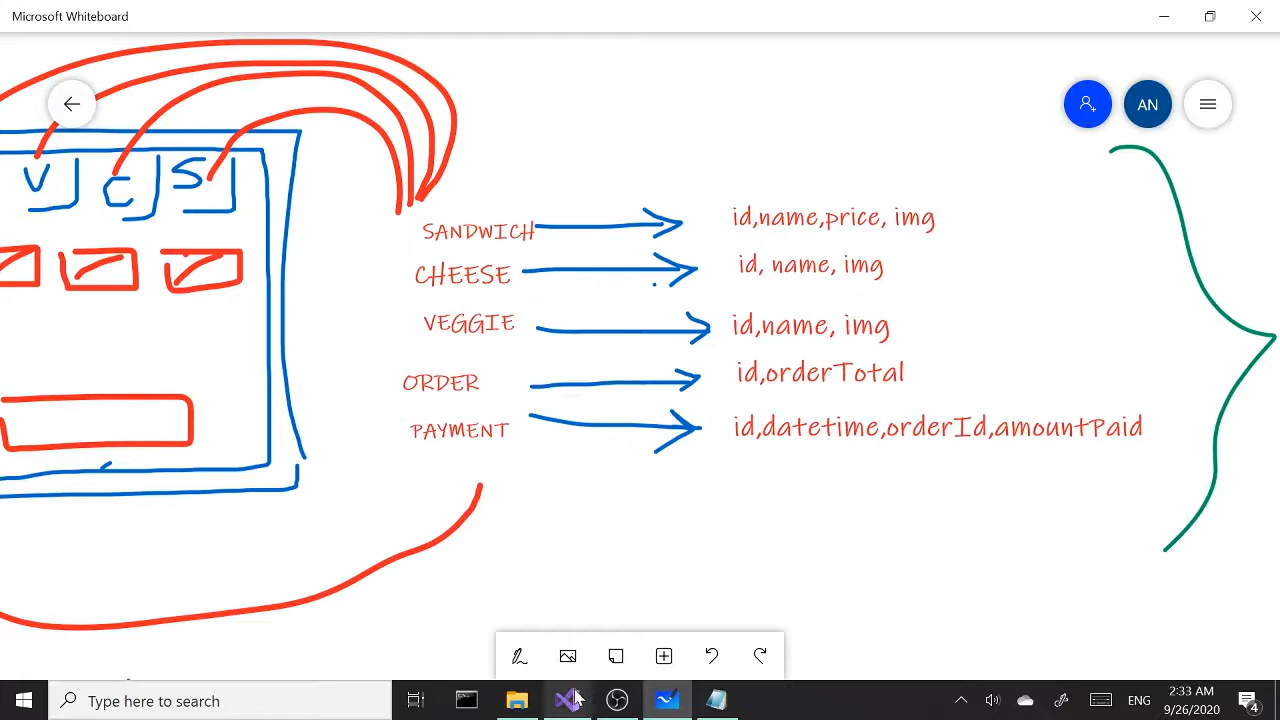 Microsoft Whiteboard
AN
V C S
SANDWICH id,name,price, img
CHEESE id, name, img
VEGGIE id,name, img
ORDER id,orderTotal
PAYMENT id,datetime,orderId,amountPaid
Type here to search
ENG
2:33 AM
9/26/2020
4